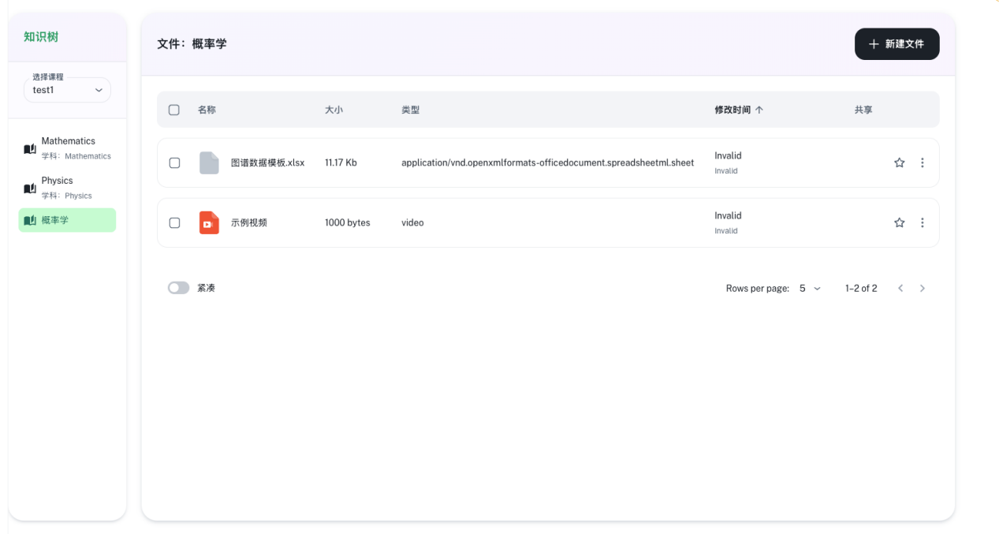 知识树
选择课程
test1
Mathematics
学科：Mathematics
Physics
学科：Physics
概率学
文件：概率学
新建文件
名称 大小 类型 修改时间 共享
图谱数据模板.xlsx 11.17 Kb application/vnd.openxmlformats-officedocument.spreadsheetml.sheet Invalid
Invalid
示例视频 1000 bytes video Invalid
Invalid
紧凑 Rows per page: 5 1–2 of 2